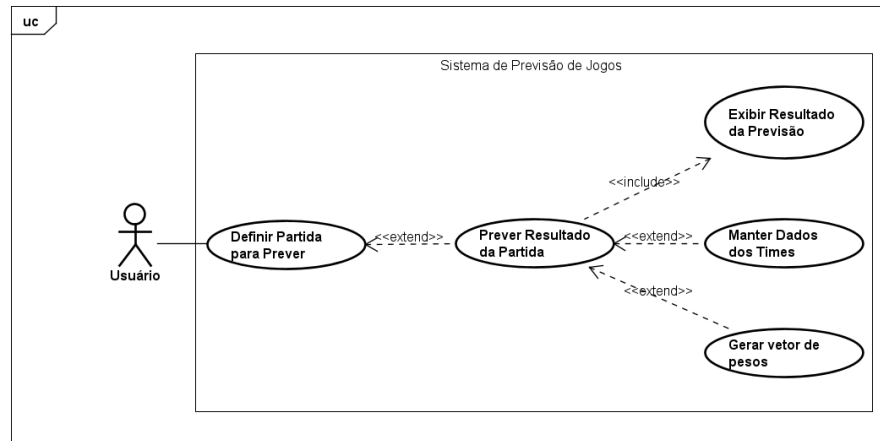 uc
Sistema de Previsão de Jogos
Exibir Resultado
da Previsão
<<include>>
Definir Partida
para Prever
<<extend>>
Prever Resultado
da Partida
<<extend>>
Manter Dados
dos Times
Usuário
<<extend>>
Gerar vetor de
pesos